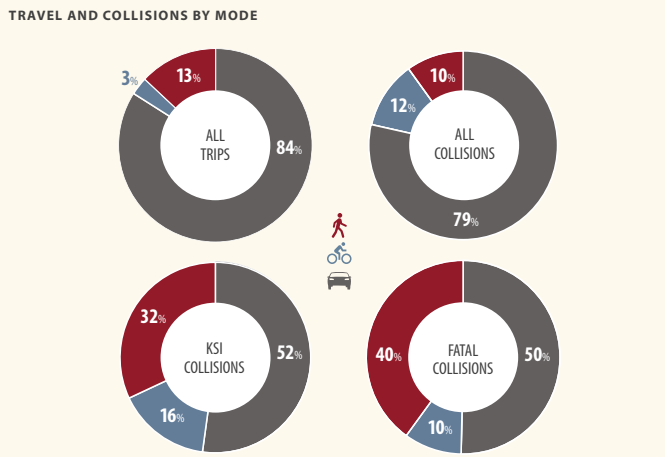 TRAVEL AND COLLISIONS BY MODE
3%
13%
84%
ALL
TRIPS
10%
12%
79%
ALL
COLLISIONS
32%
16%
52%
KSI
COLLISIONS
40%
10%
50%
FATAL
COLLISIONS